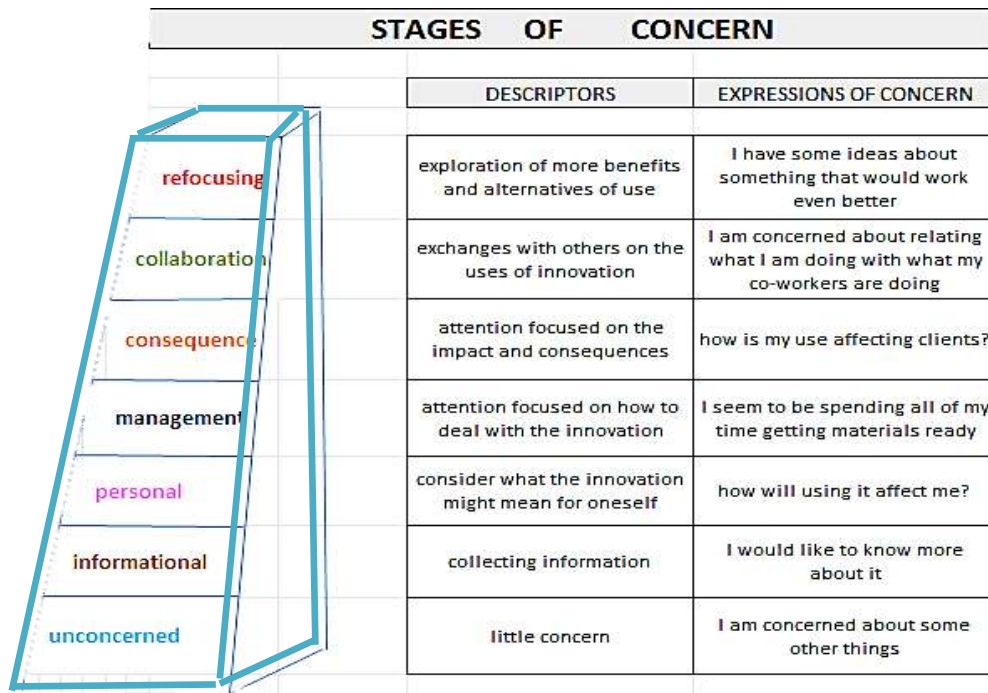 STAGES OF CONCERN
DESCRIPTORS
EXPRESSIONS OF CONCERN
refocusing
exploration of more benefits
and alternatives of use
I have some ideas about
something that would work
even better
collaboration
exchanges with others on the
uses of innovation
I am concerned about relating
what I am doing with what my
co-workers are doing
consequence
attention focused on the
impact and consequences
how is my use affecting clients?
management
attention focused on how to
deal with the innovation
I seem to be spending all of my
time getting materials ready
personal
consider what the innovation
might mean for oneself
how will using it affect me?
informational
collecting information
I would like to know more
about it
unconcerned
little concern
I am concerned about some
other things